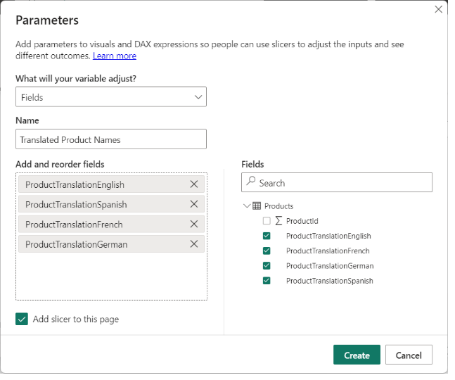 Parameters
Add parameters to visuals and DAX expressions so people can use slicers to adjust the inputs and see
different outcomes. Learn more
What will your variable adjust?
Fields
Name
Translated Product Names
Add and reorder fields
ProductTranslationEnglish
ProductTranslationSpanish
ProductTranslationFrench
ProductTranslationGerman
Add slicer to this page
Fields
Search
Products
ProductId
ProductTranslationEnglish
ProductTranslationFrench
ProductTranslationGerman
ProductTranslationSpanish
Create
Cancel